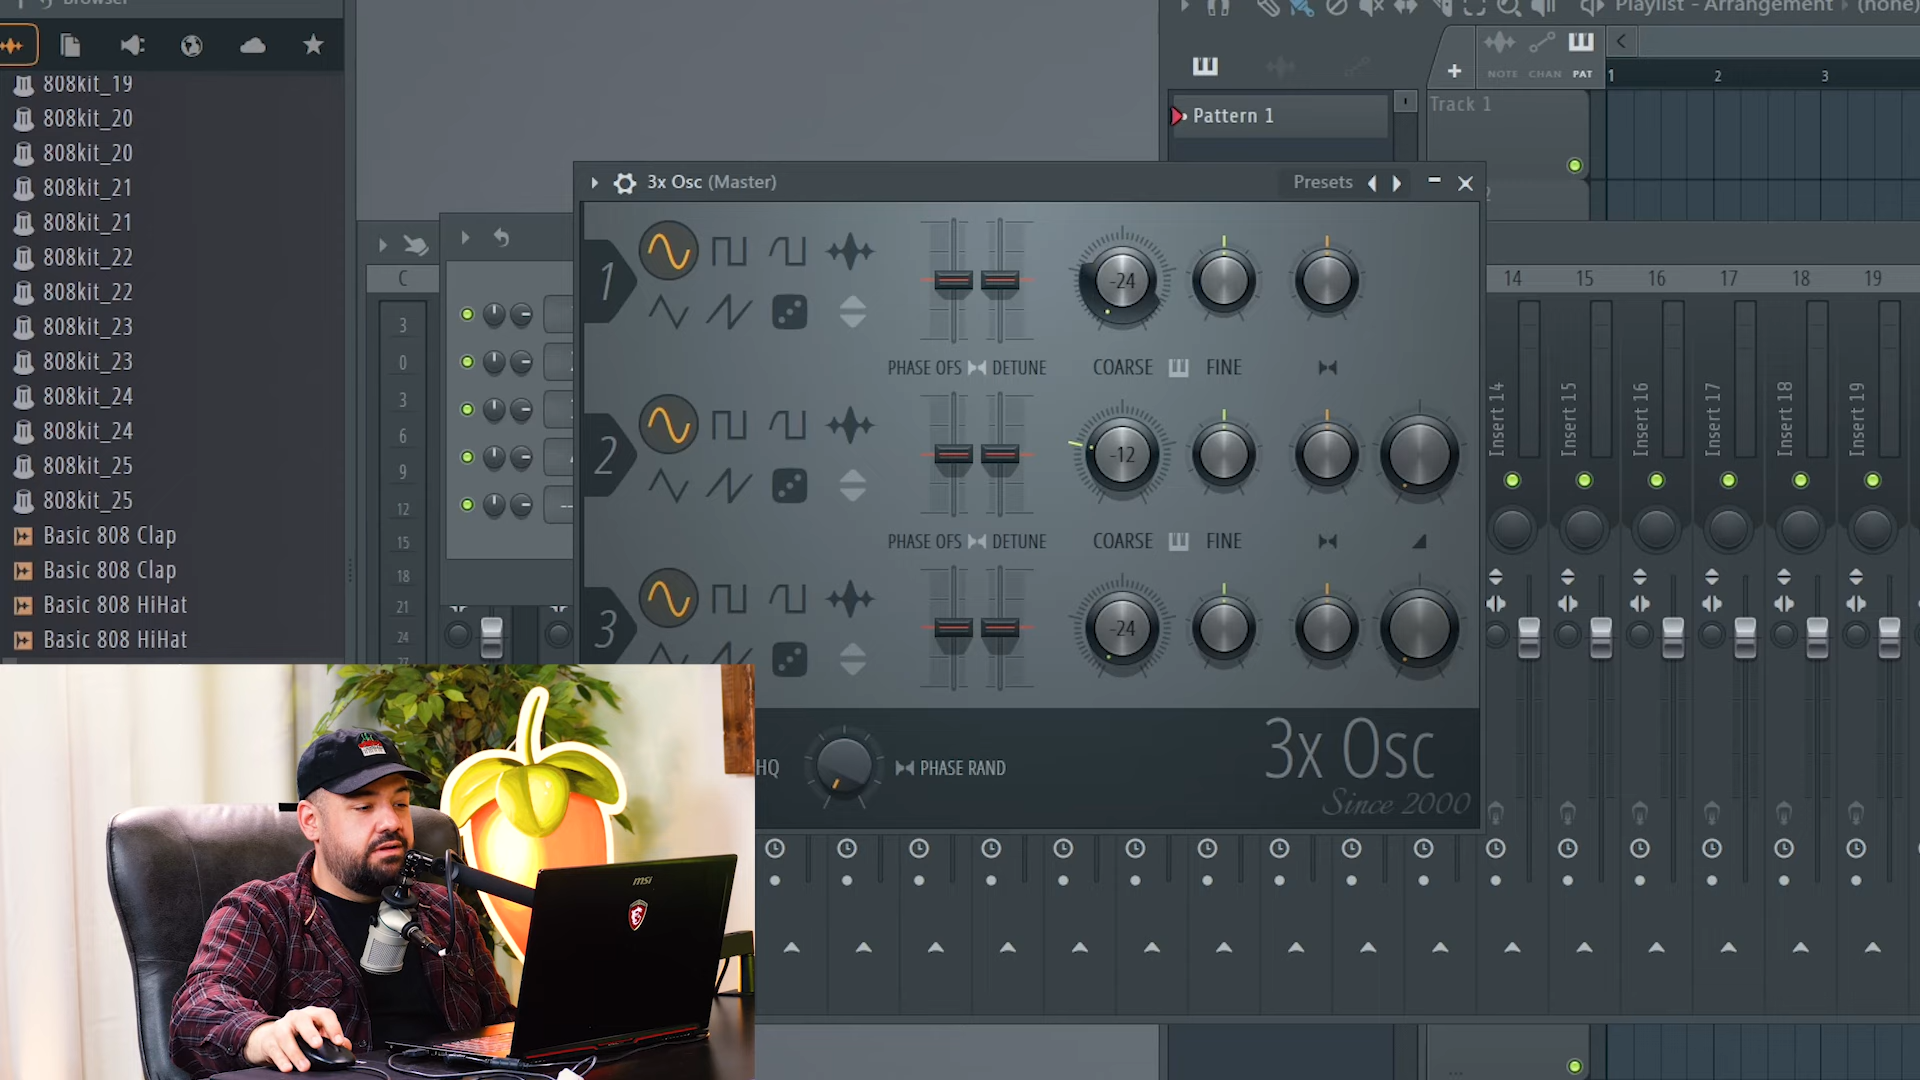 Browser
Playlist - Arrangement (none)
808kit_19
808kit_20
808kit_20
808kit_21
808kit_21
808kit_22
808kit_22
808kit_23
808kit_23
808kit_24
808kit_24
808kit_25
808kit_25
Basic 808 Clap
Basic 808 Clap
Basic 808 HiHat
Basic 808 HiHat
NOTE CHAN PAT
1 2 3
Pattern 1
Track 1
3x Osc (Master)
Presets
C
3
0
3
6
9
12
15
18
21
24
1
-24
PHASE OFS DETUNE COARSE FINE
2
-12
PHASE OFS DETUNE COARSE FINE
3
-24
HQ
PHASE RAND
3x Osc
Since 2000
14 15 16 17 18 19
Insert 14
Insert 15
Insert 16
Insert 17
Insert 18
Insert 19
msi